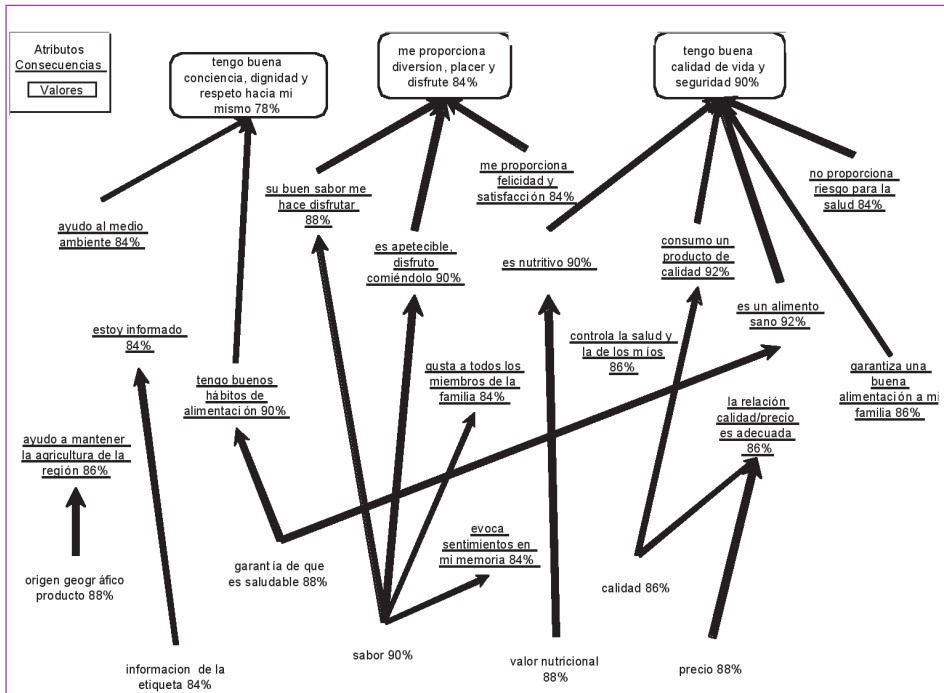 Atributos
Consecuencias
Valores
tengo buena
conciencia, dignidad y
respeto hacia mi
mismo 78%
me proporciona
diversion, placer y
disfrute 84%
tengo buena
calidad de vida y
seguridad 90%
ayudo al medio
ambiente 84%
su buen sabor me
hace disfrutar
88%
me proporciona
felicidad y
satisfacción 84%
no proporciona
riesgo para la
salud 84%
es apetecible,
disfruto
comiéndolo 90%
es nutritivo 90%
consumo un
producto de
calidad 92%
es un alimento
sano 92%
estoy informado
84%
tengo buenos
hábitos de
alimentación 90%
gusta a todos los
miembros de la
familia 84%
controla la salud y
la de los míos
86%
garantiza una
buena
alimentación a mi
familia 86%
la relación
calidad/precio
es adecuada
86%
ayudo a mantener
la agricultura de la
región 86%
evoca
sentimientos en
mi memoria 84%
origen geográfico
producto 88%
garantía de que
es saludable 88%
calidad 86%
informacion de la
etiqueta 84%
sabor 90%
valor nutricional
88%
precio 88%